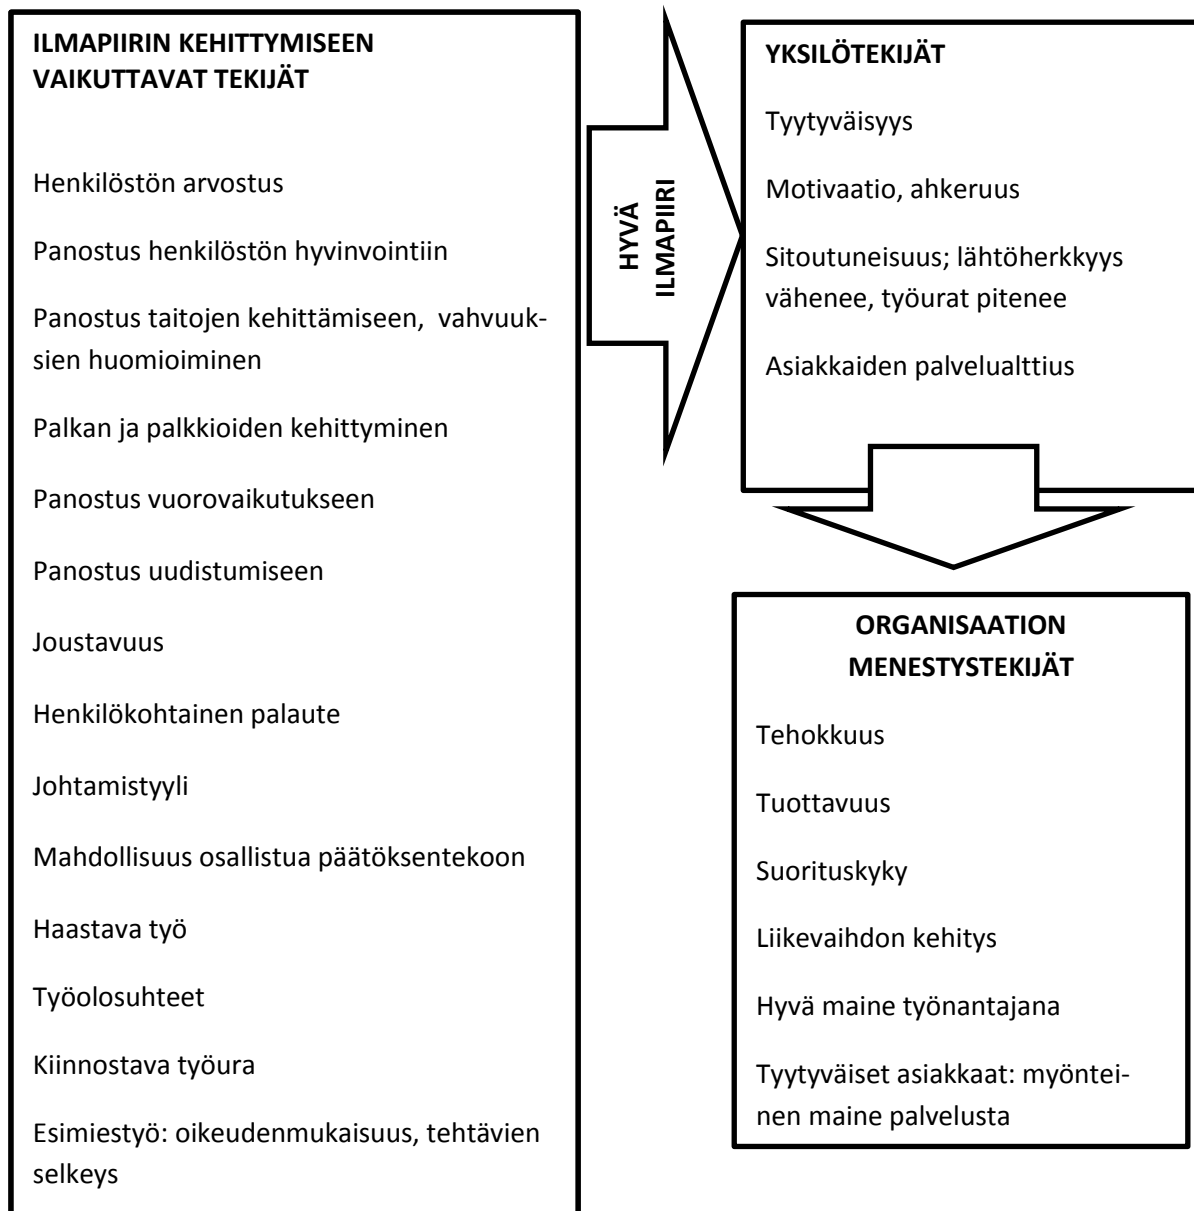 ILMAPIIRIN KEHITTYMISEEN
VAIKUTTAVAT TEKIJÄT
Henkilöstön arvostus
Panostus henkilöstön hyvinvointiin
Panostus taitojen kehittämiseen, vahvuuk-
sien huomioiminen
Palkan ja palkkioiden kehittyminen
Panostus vuorovaikutukseen
Panostus uudistumiseen
Joustavuus
Henkilökohtainen palaute
Johtamistyyli
Mahdollisuus osallistua päätöksentekoon
Haastava työ
Työolosuhteet
Kiinnostava työura
Esimiestyö: oikeudenmukaisuus, tehtävien
selkeys
HYVÄ
ILMAPIIRI
YKSILÖTEKIJÄT
Tyytyväisyys
Motivaatio, ahkeruus
Sitoutuneisuus; lähtöherkkyys
vähenee, työurat pitenee
Asiakkaiden palvelualttius
ORGANISAATION
MENESTYSTEKIJÄT
Tehokkuus
Tuottavuus
Suorituskyky
Liikevaihdon kehitys
Hyvä maine työnantajana
Tyytyväiset asiakkaat: myöntei-
nen maine palvelusta